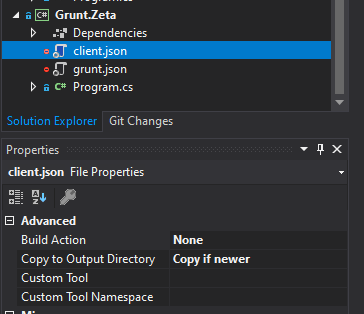 Grunt.Zeta
Dependencies
client.json
grunt.json
C# Program.cs
Solution Explorer Git Changes
Properties
client.json File Properties
Advanced
Build Action None
Copy to Output Directory Copy if newer
Custom Tool
Custom Tool Namespace